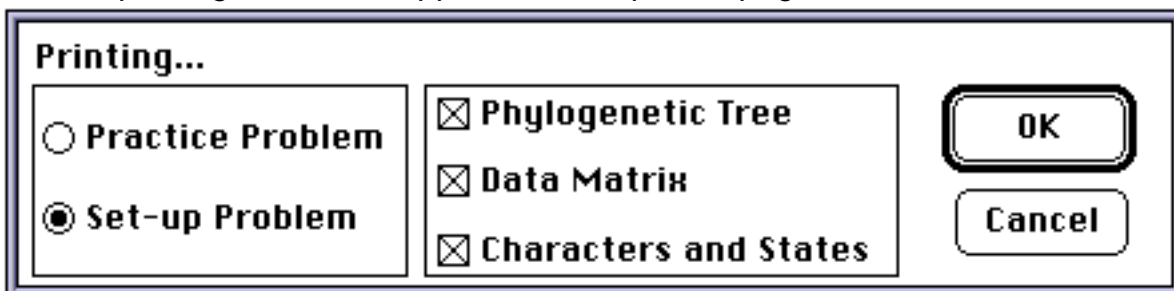 Printing...
Practice Problem
Set-up Problem
Phylogenetic Tree
Data Matrix
Characters and States
OK
Cancel